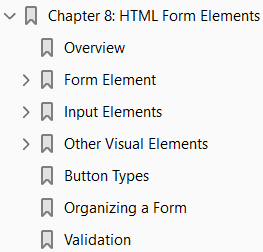 Chapter 8: HTML Form Elements
Overview
Form Element
Input Elements
Other Visual Elements
Button Types
Organizing a Form
Validation